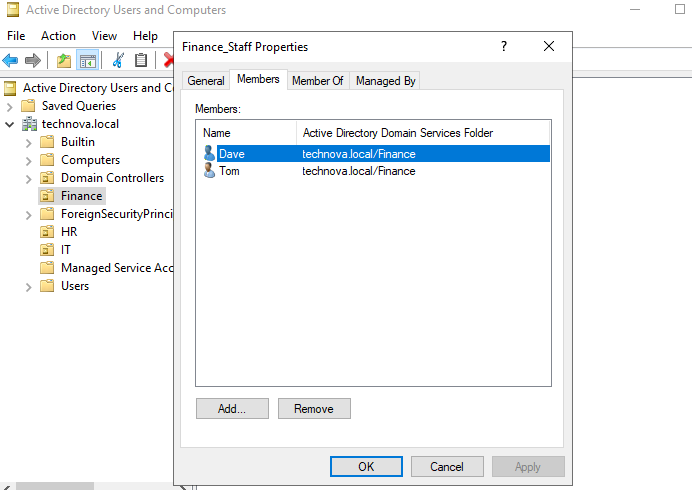 Active Directory Users and Computers
File Action View Help
Finance_Staff Properties
?
General Members Member Of Managed By
Members:
Name Active Directory Domain Services Folder
Dave technova.local/Finance
Tom technova.local/Finance
Add... Remove
OK Cancel Apply
Active Directory Users and Co
Saved Queries
technova.local
Builtin
Computers
Domain Controllers
Finance
ForeignSecurityPrinci
HR
IT
Managed Service Acc
Users